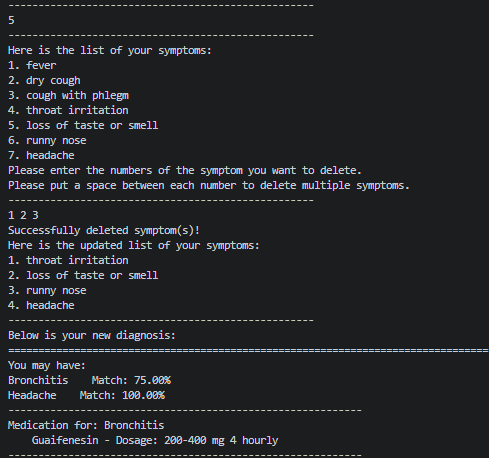 ---------------------------------------------------
5
---------------------------------------------------
Here is the list of your symptoms:
1. fever
2. dry cough
3. cough with phlegm
4. throat irritation
5. loss of taste or smell
6. runny nose
7. headache
Please enter the numbers of the symptom you want to delete.
Please put a space between each number to delete multiple symptoms.
---------------------------------------------------
1 2 3
Successfully deleted symptom(s)!
Here is the updated list of your symptoms:
1. throat irritation
2. loss of taste or smell
3. runny nose
4. headache
---------------------------------------------------
Below is your new diagnosis:
================================================================================
You may have:
Bronchitis    Match: 75.00%
Headache    Match: 100.00%
-----------------------------------------------------------
Medication for: Bronchitis
    Guaifenesin - Dosage: 200-400 mg 4 hourly
-----------------------------------------------------------